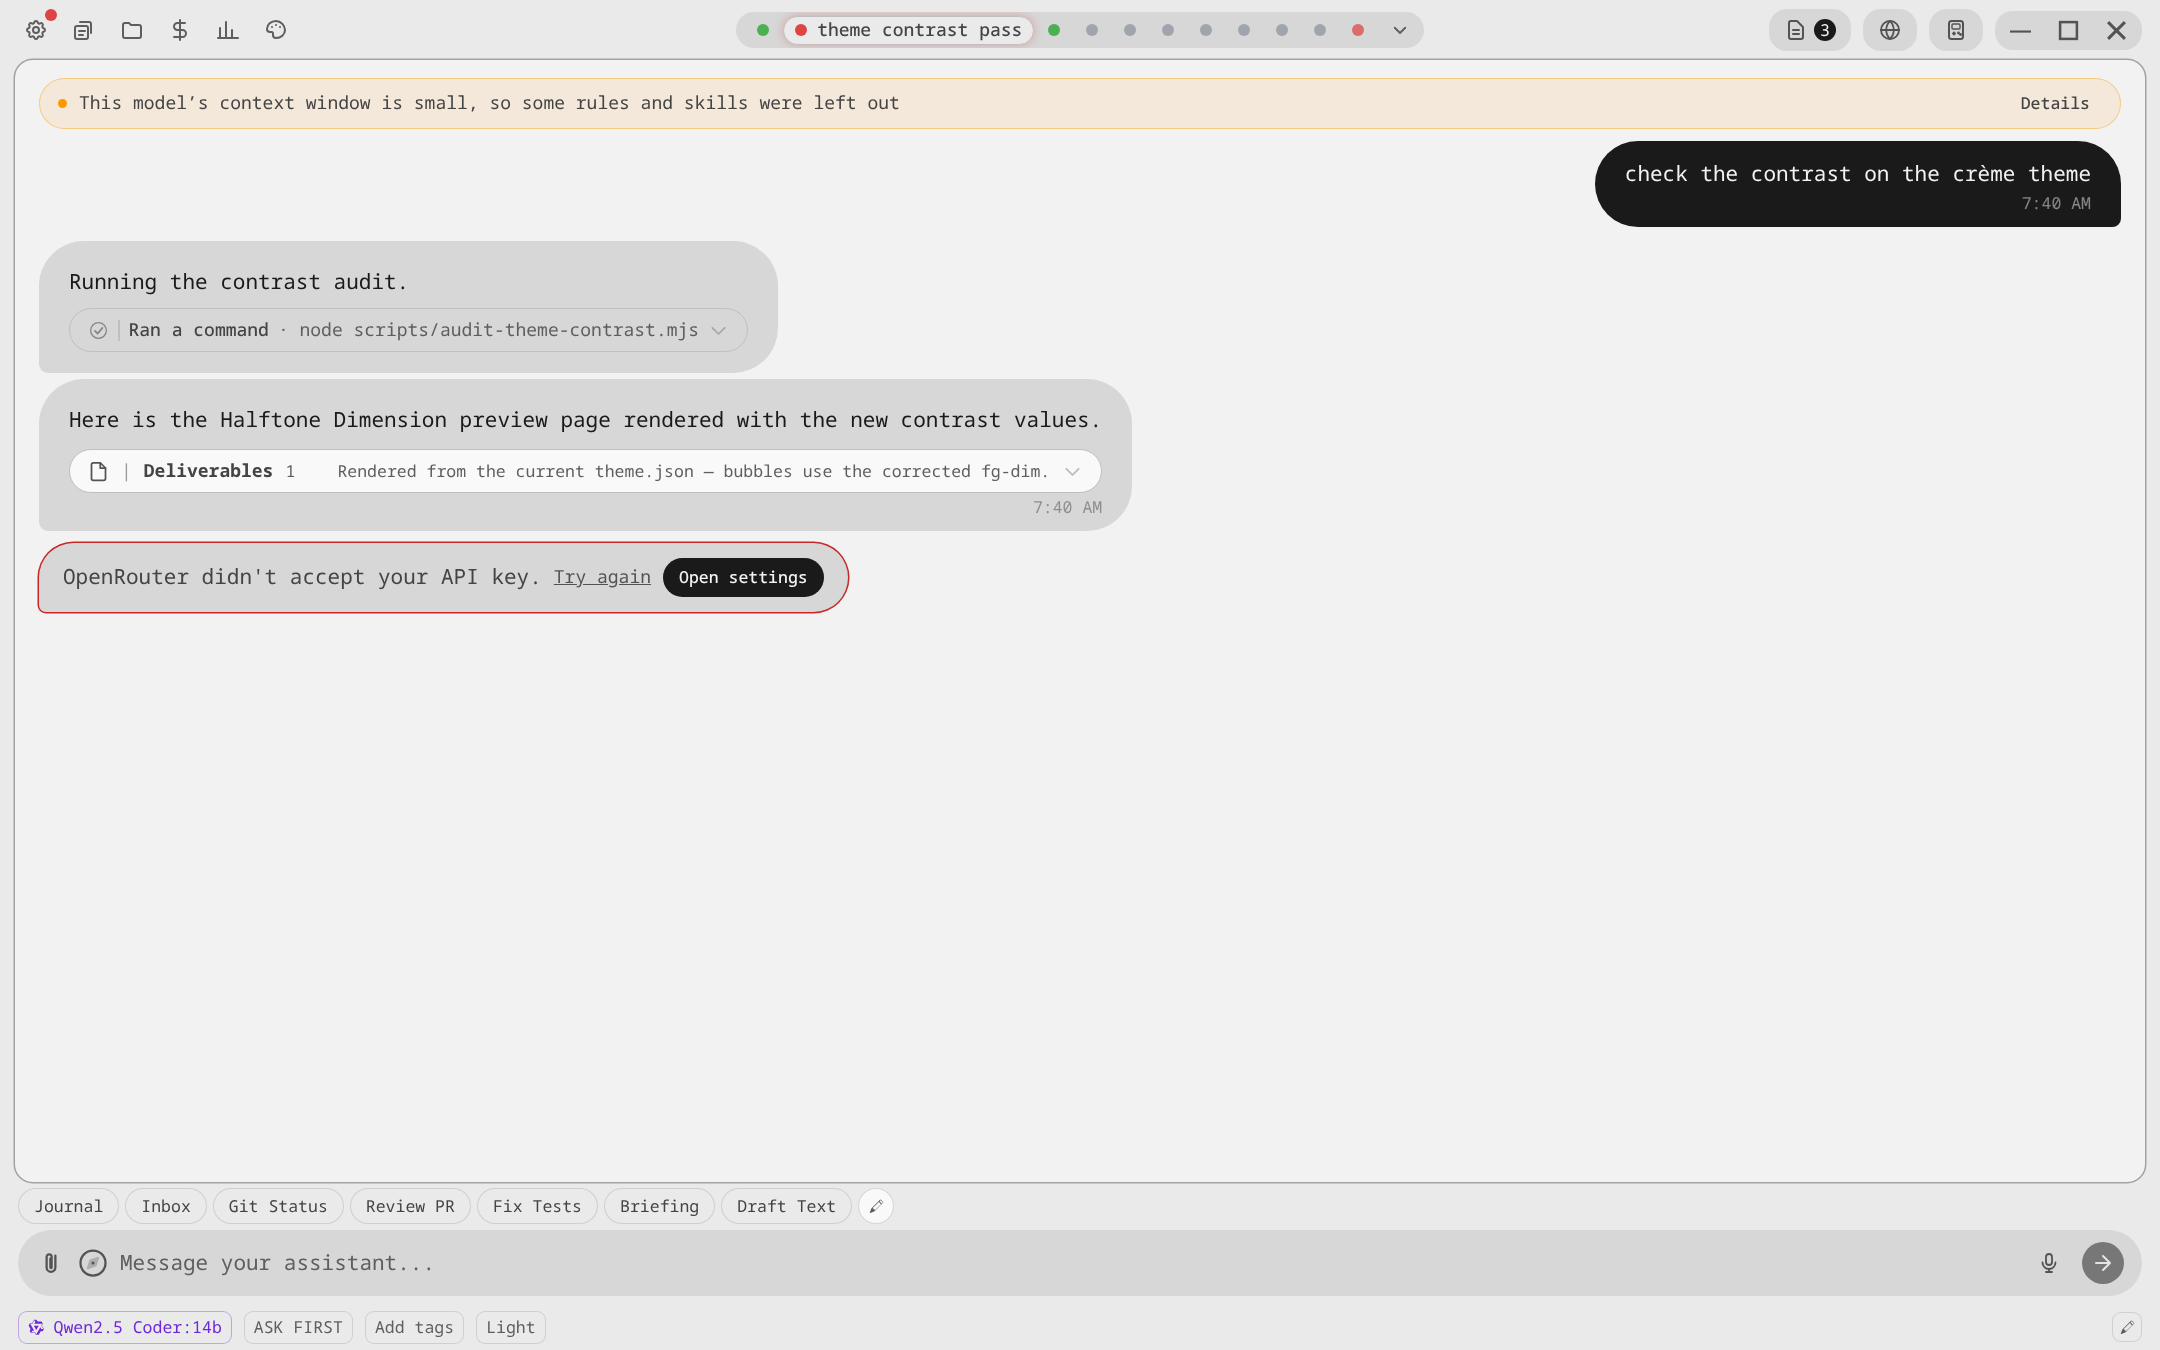 theme contrast pass
3
This model’s context window is small, so some rules and skills were left out
Details
check the contrast on the crème theme
7:40 AM
Running the contrast audit.
Ran a command · node scripts/audit-theme-contrast.mjs
Here is the Halftone Dimension preview page rendered with the new contrast values.
Deliverables 1 Rendered from the current theme.json — bubbles use the corrected fg-dim.
7:40 AM
OpenRouter didn't accept your API key. Try again Open settings
Journal Inbox Git Status Review PR Fix Tests Briefing Draft Text
Message your assistant...
Qwen2.5 Coder:14b ASK FIRST Add tags Light